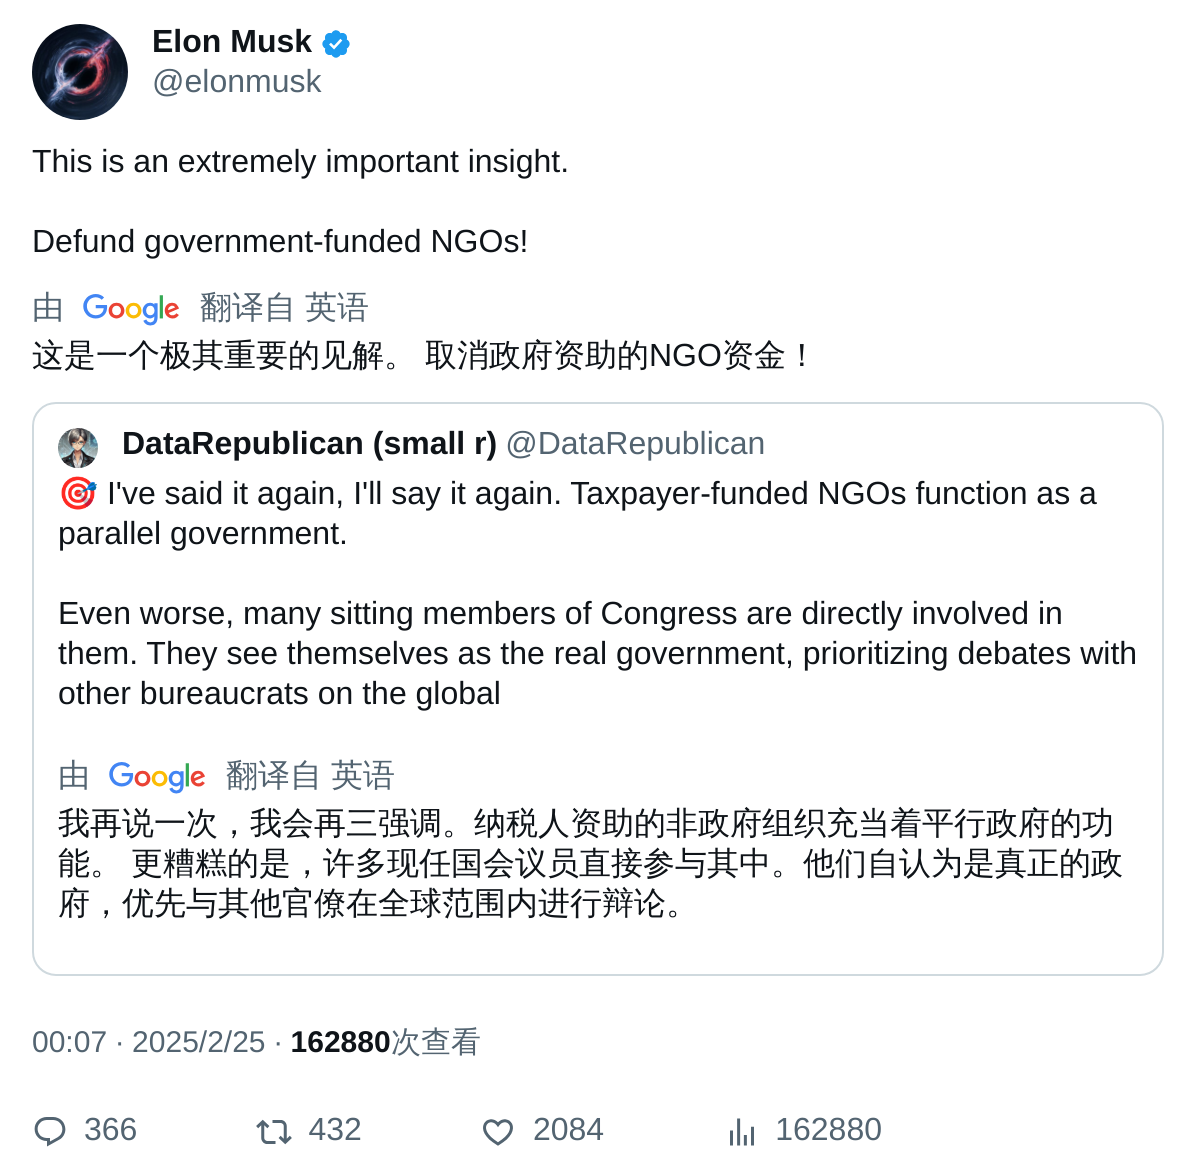 Elon Musk
@elonmusk
This is an extremely important insight.
Defund government-funded NGOs!
由 Google 翻译自 英语
这是一个极其重要的见解。 取消政府资助的NGO资金！
DataRepublican (small r) @DataRepublican
🎯 I've said it again, I'll say it again. Taxpayer-funded NGOs function as a
parallel government.
Even worse, many sitting members of Congress are directly involved in
them. They see themselves as the real government, prioritizing debates with
other bureaucrats on the global
由 Google 翻译自 英语
我再说一次，我会再三强调。纳税人资助的非政府组织充当着平行政府的功
能。 更糟糕的是，许多现任国会议员直接参与其中。他们自认为是真正的政
府，优先与其他官僚在全球范围内进行辩论。
00:07 · 2025/2/25 · 162880次查看
366 432 2084 162880